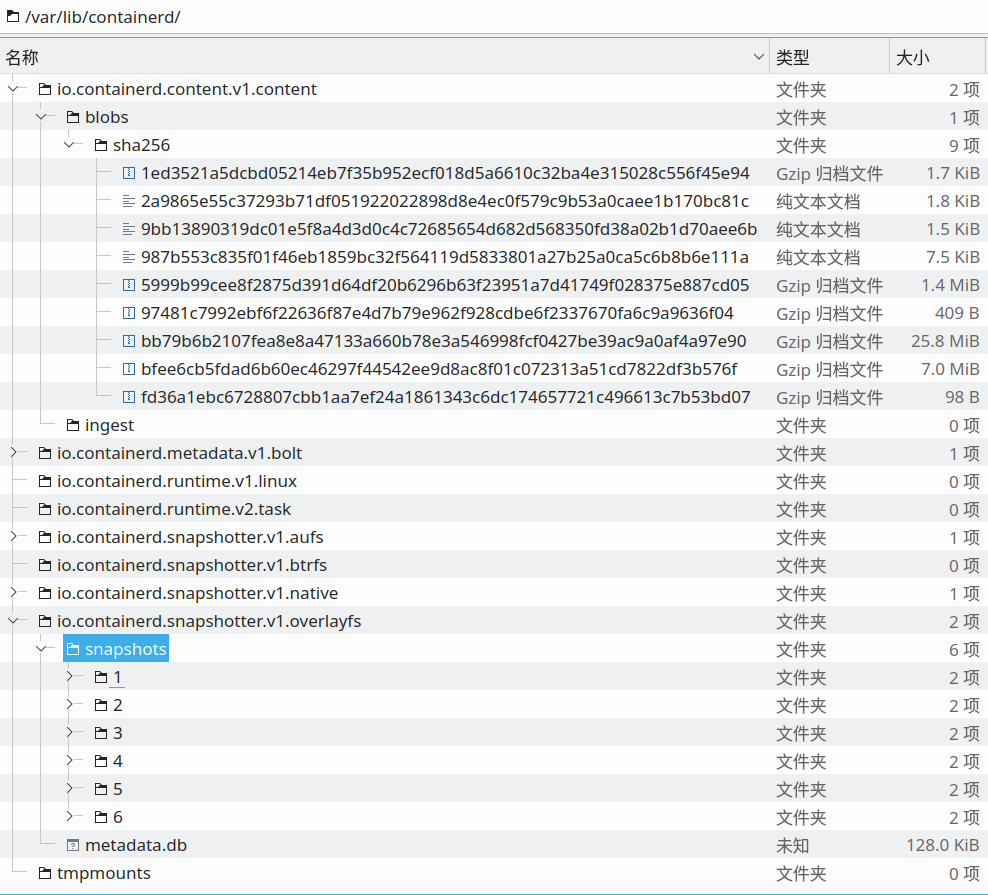 /var/lib/containerd/
名称 类型 大小
io.containerd.content.v1.content 文件夹 2 项
blobs 文件夹 1 项
sha256 文件夹 9 项
1ed3521a5dcbd05214eb7f35b952ecf018d5a6610c32ba4e315028c556f45e94 Gzip 归档文件 1.7 KiB
2a9865e55c37293b71df051922022898d8e4ec0f579c9b53a0caee1b170bc81c 纯文本文档 1.8 KiB
9bb13890319dc01e5f8a4d3d0c4c72685654d682d568350fd38a02b1d70aee6b 纯文本文档 1.5 KiB
987b553c835f01f46eb1859bc32f564119d5833801a27b25a0ca5c6b8b6e111a 纯文本文档 7.5 KiB
5999b99cee8f2875d391d64df20b6296b63f23951a7d41749f028375e887cd05 Gzip 归档文件 1.4 MiB
97481c7992ebf6f22636f87e4d7b79e962f928cdbe6f2337670fa6c9a9636f04 Gzip 归档文件 409 B
bb79b6b2107fea8e8a47133a660b78e3a546998fcf0427be39ac9a0af4a97e90 Gzip 归档文件 25.8 MiB
bfee6cb5fdad6b60ec46297f44542ee9d8ac8f01c072313a51cd7822df3b576f Gzip 归档文件 7.0 MiB
fd36a1ebc6728807cbb1aa7ef24a1861343c6dc174657721c496613c7b53bd07 Gzip 归档文件 98 B
ingest 文件夹 0 项
io.containerd.metadata.v1.bolt 文件夹 1 项
io.containerd.runtime.v1.linux 文件夹 0 项
io.containerd.runtime.v2.task 文件夹 0 项
io.containerd.snapshotter.v1.aufs 文件夹 1 项
io.containerd.snapshotter.v1.btrfs 文件夹 0 项
io.containerd.snapshotter.v1.native 文件夹 1 项
io.containerd.snapshotter.v1.overlayfs 文件夹 2 项
snapshots 文件夹 6 项
1 文件夹 2 项
2 文件夹 2 项
3 文件夹 2 项
4 文件夹 2 项
5 文件夹 2 项
6 文件夹 2 项
metadata.db 未知 128.0 KiB
tmpmounts 文件夹 0 项